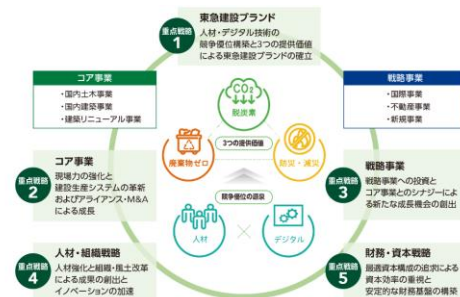 東急建設ブランド
重点戦略
1
人材・デジタル技術の
競争優位構築と3つの提供価値
による東急建設ブランドの確立
コア事業
・国内土木事業
・国内建築事業
・建築リニューアル事業
戦略事業
・国際事業
・不動産事業
・新規事業
CO2
脱炭素
3つの提供価値
廃棄物ゼロ
防災・減災
競争優位の源泉
人材
×
デジタル
コア事業
重点戦略
2
現場力の強化と
建設生産システムの革新
およびアライアンス・M&A
による成長
戦略事業
重点戦略
3
戦略事業への投資と
コア事業とのシナジーによ
る新たな成長機会の創出
人材・組織戦略
重点戦略
4
人材強化と組織・風土改革
による成果の創出と
イノベーションの加速
財務・資本戦略
重点戦略
5
最適資本構成の追求による
資本効率の重視と
安定的な財務基盤の構築